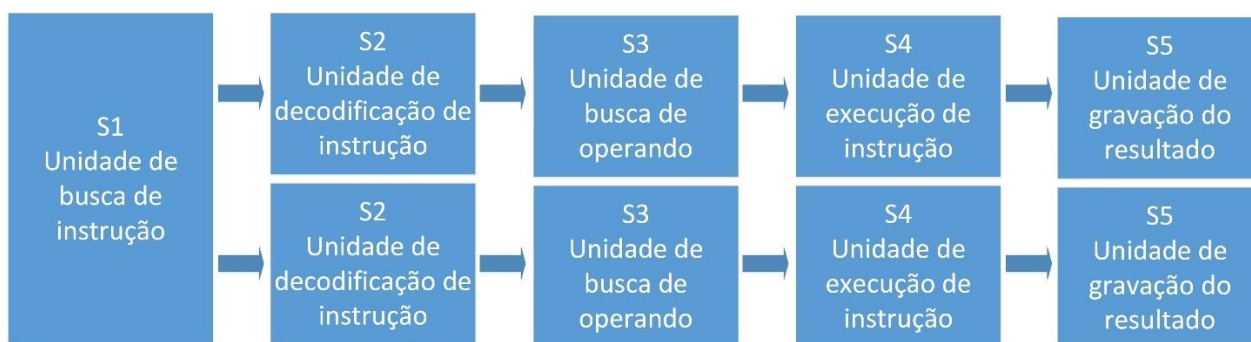 S1
Unidade de
busca de
instrução
S2
Unidade de
decodificação de
instrução
S3
Unidade de
busca de
operando
S4
Unidade de
execução de
instrução
S5
Unidade de
gravação do
resultado
S2
Unidade de
decodificação de
instrução
S3
Unidade de
busca de
operando
S4
Unidade de
execução de
instrução
S5
Unidade de
gravação do
resultado